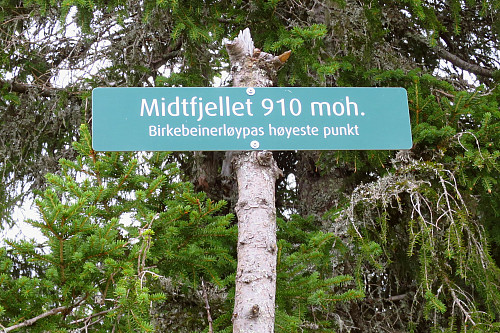 Midtfjellet 910 moh.
Birkebeinerløypas høyeste punkt